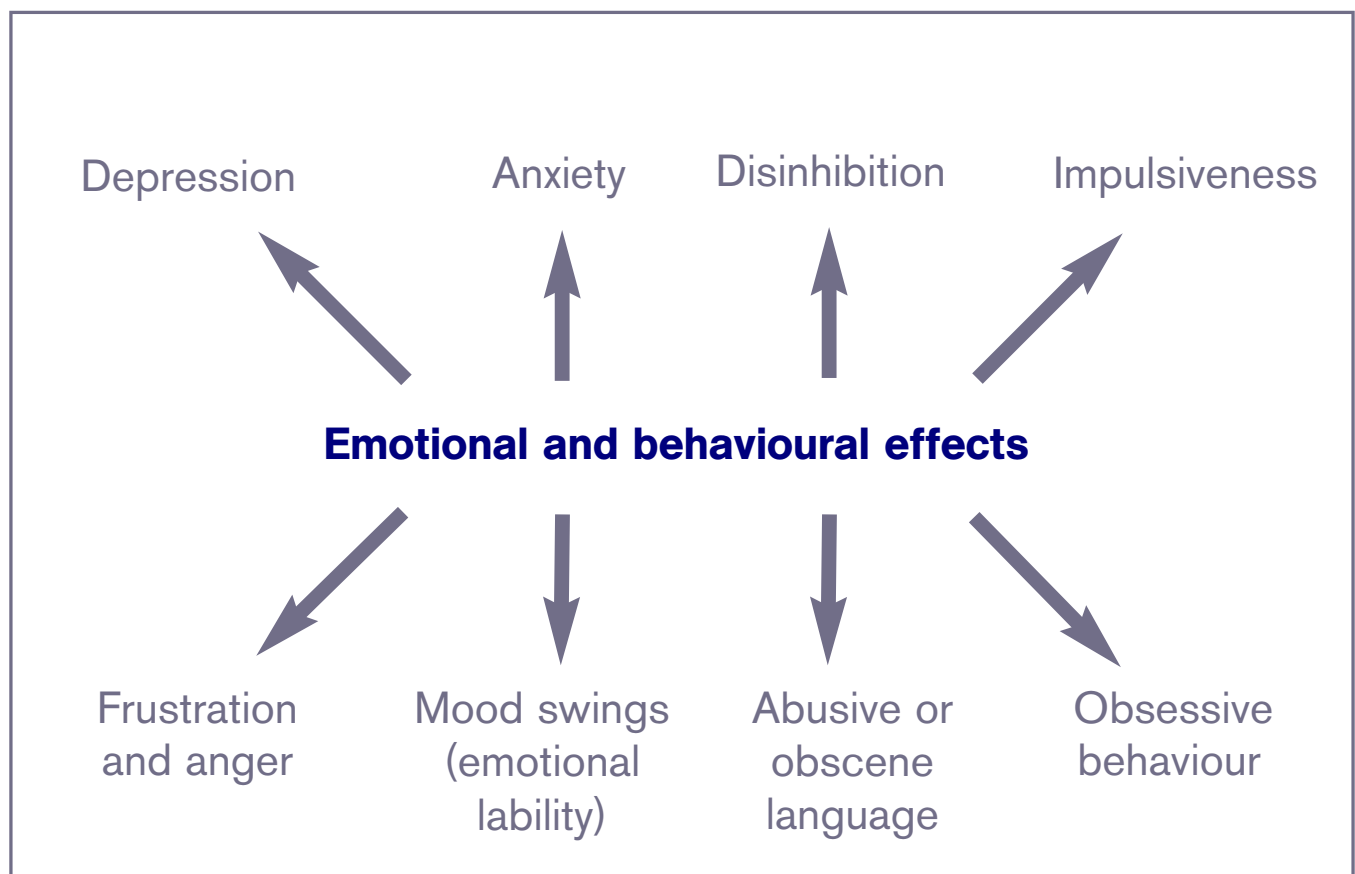 Depression
Anxiety
Disinhibition
Impulsiveness
Emotional and behavioural effects
Frustration
and anger
Mood swings
(emotional
lability)
Abusive or
obscene
language
Obsessive
behaviour